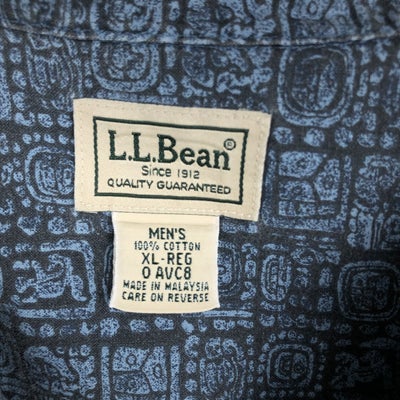 L.L.Bean®
Since 1912
QUALITY GUARANTEED
MEN'S
100% COTTON
XL-REG
0 AVC8
MADE IN MALAYSIA
CARE ON REVERSE